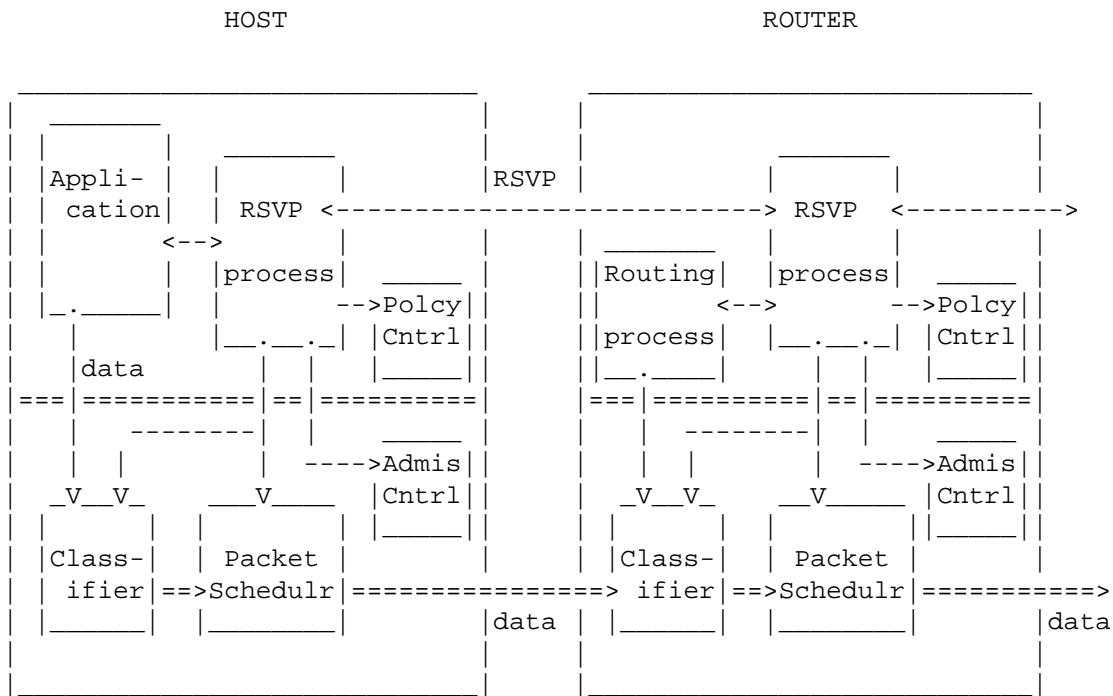 HOST ROUTER
Appli- RSVP
cation RSVP RSVP
process Routing process
Polcy Polcy
Cntrl process Cntrl
data
Admis Admis
Cntrl Cntrl
Class- Packet Class- Packet
ifier Schedulr ifier Schedulr
data data